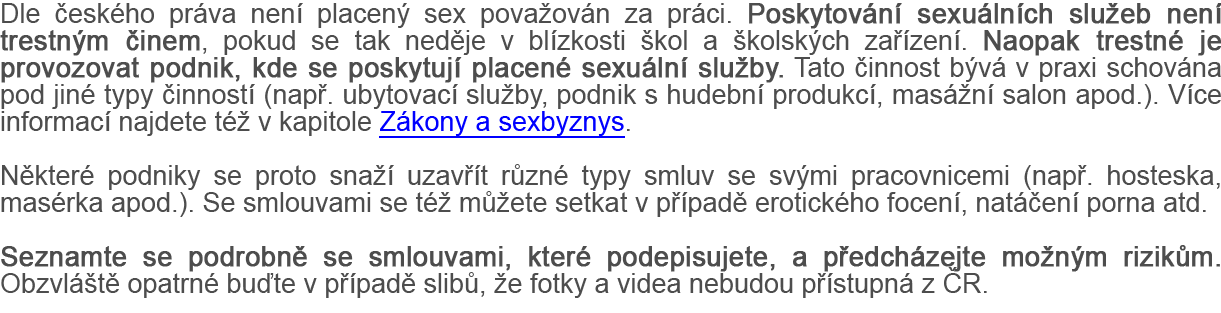 Dle českého práva není placený sex považován za práci. Poskytování sexuálních služeb není
trestným činem, pokud se tak neděje v blízkosti škol a školských zařízení. Naopak trestné je
provozovat podnik, kde se poskytují placené sexuální služby. Tato činnost bývá v praxi schována
pod jiné typy činností (např. ubytovací služby, podnik s hudební produkcí, masážní salon apod.). Více
informací najdete též v kapitole Zákony a sexbyznys.
Některé podniky se proto snaží uzavřít různé typy smluv se svými pracovnicemi (např. hosteska,
masérka apod.). Se smlouvami se též můžete setkat v případě erotického focení, natáčení porna atd.
Seznamte se podrobně se smlouvami, které podepisujete, a předcházejte možným rizikům.
Obzvláště opatrné buďte v případě slibů, že fotky a videa nebudou přístupná z ČR.